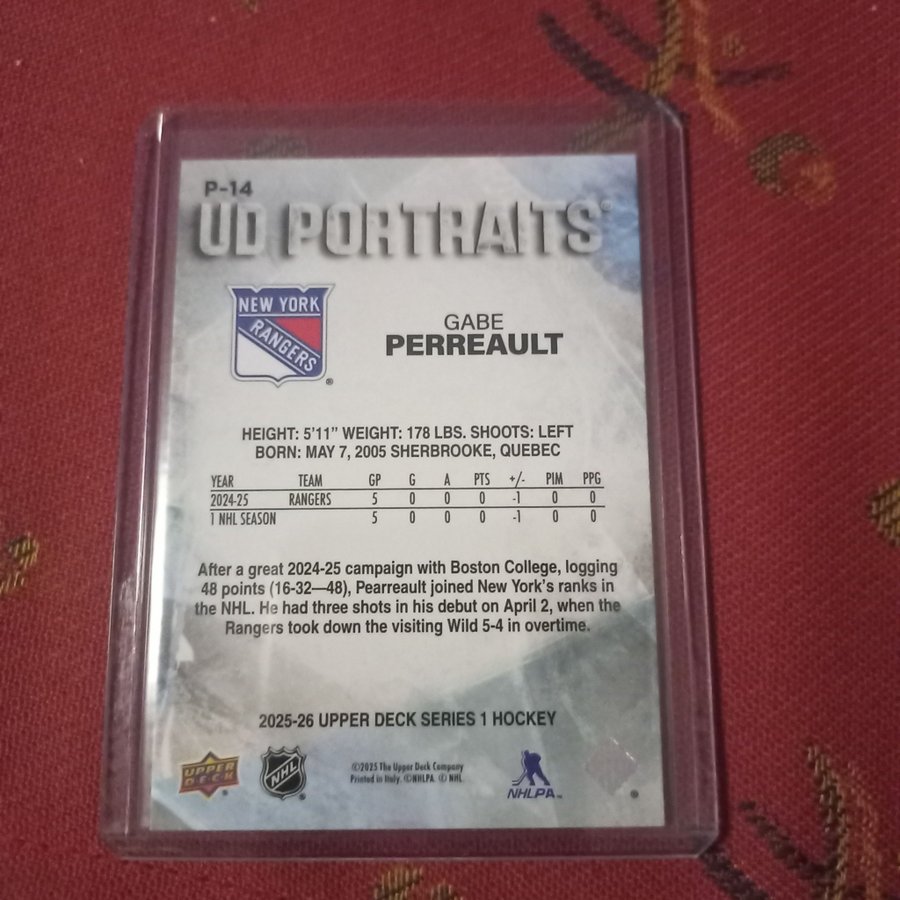 P-14
UD PORTRAITS®
NEW YORK
RANGERS
®
GABE
PERREAULT
HEIGHT: 5'11" WEIGHT: 178 LBS. SHOOTS: LEFT
BORN: MAY 7, 2005 SHERBROOKE, QUEBEC
YEAR TEAM GP G A PTS +/- PIM PPG
2024-25 RANGERS 5 0 0 0 -1 0 0
1 NHL SEASON 5 0 0 0 -1 0 0
After a great 2024-25 campaign with Boston College, logging
48 points (16-32—48), Pearreault joined New York's ranks in
the NHL. He had three shots in his debut on April 2, when the
Rangers took down the visiting Wild 5-4 in overtime.
2025-26 UPPER DECK SERIES 1 HOCKEY
UPPER
DECK
®
NHL
®
©2025 The Upper Deck Company
Printed in Italy. ©NHLPA. © NHL.
NHLPA™
®